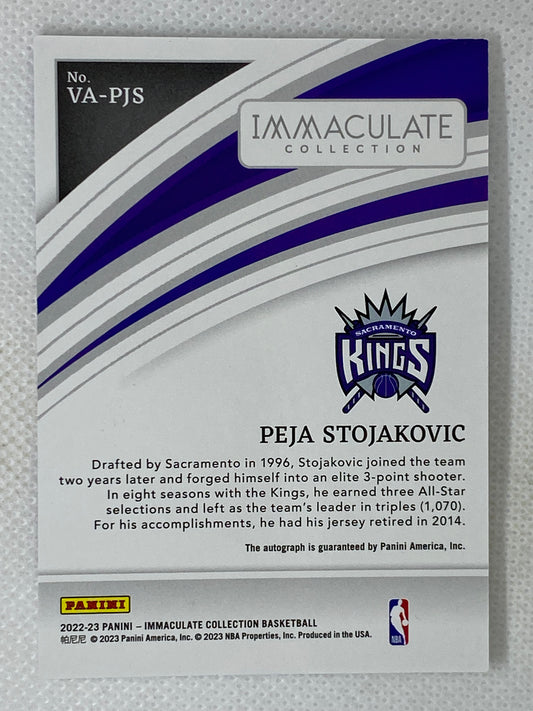 No.
VA-PJS
IMMACULATE
COLLECTION
SACRAMENTO
KINGS
PEJA STOJAKOVIC
Drafted by Sacramento in 1996, Stojakovic joined the team
two years later and forged himself into an elite 3-point shooter.
In eight seasons with the Kings, he earned three All-Star
selections and left as the team's leader in triples (1,070).
For his accomplishments, he had his jersey retired in 2014.
The autograph is guaranteed by Panini America, Inc.
PANINI
2022-23 PANINI – IMMACULATE COLLECTION BASKETBALL
帕尼尼 © 2023 Panini America, Inc. © 2023 NBA Properties, Inc. Produced in the USA.
NBA